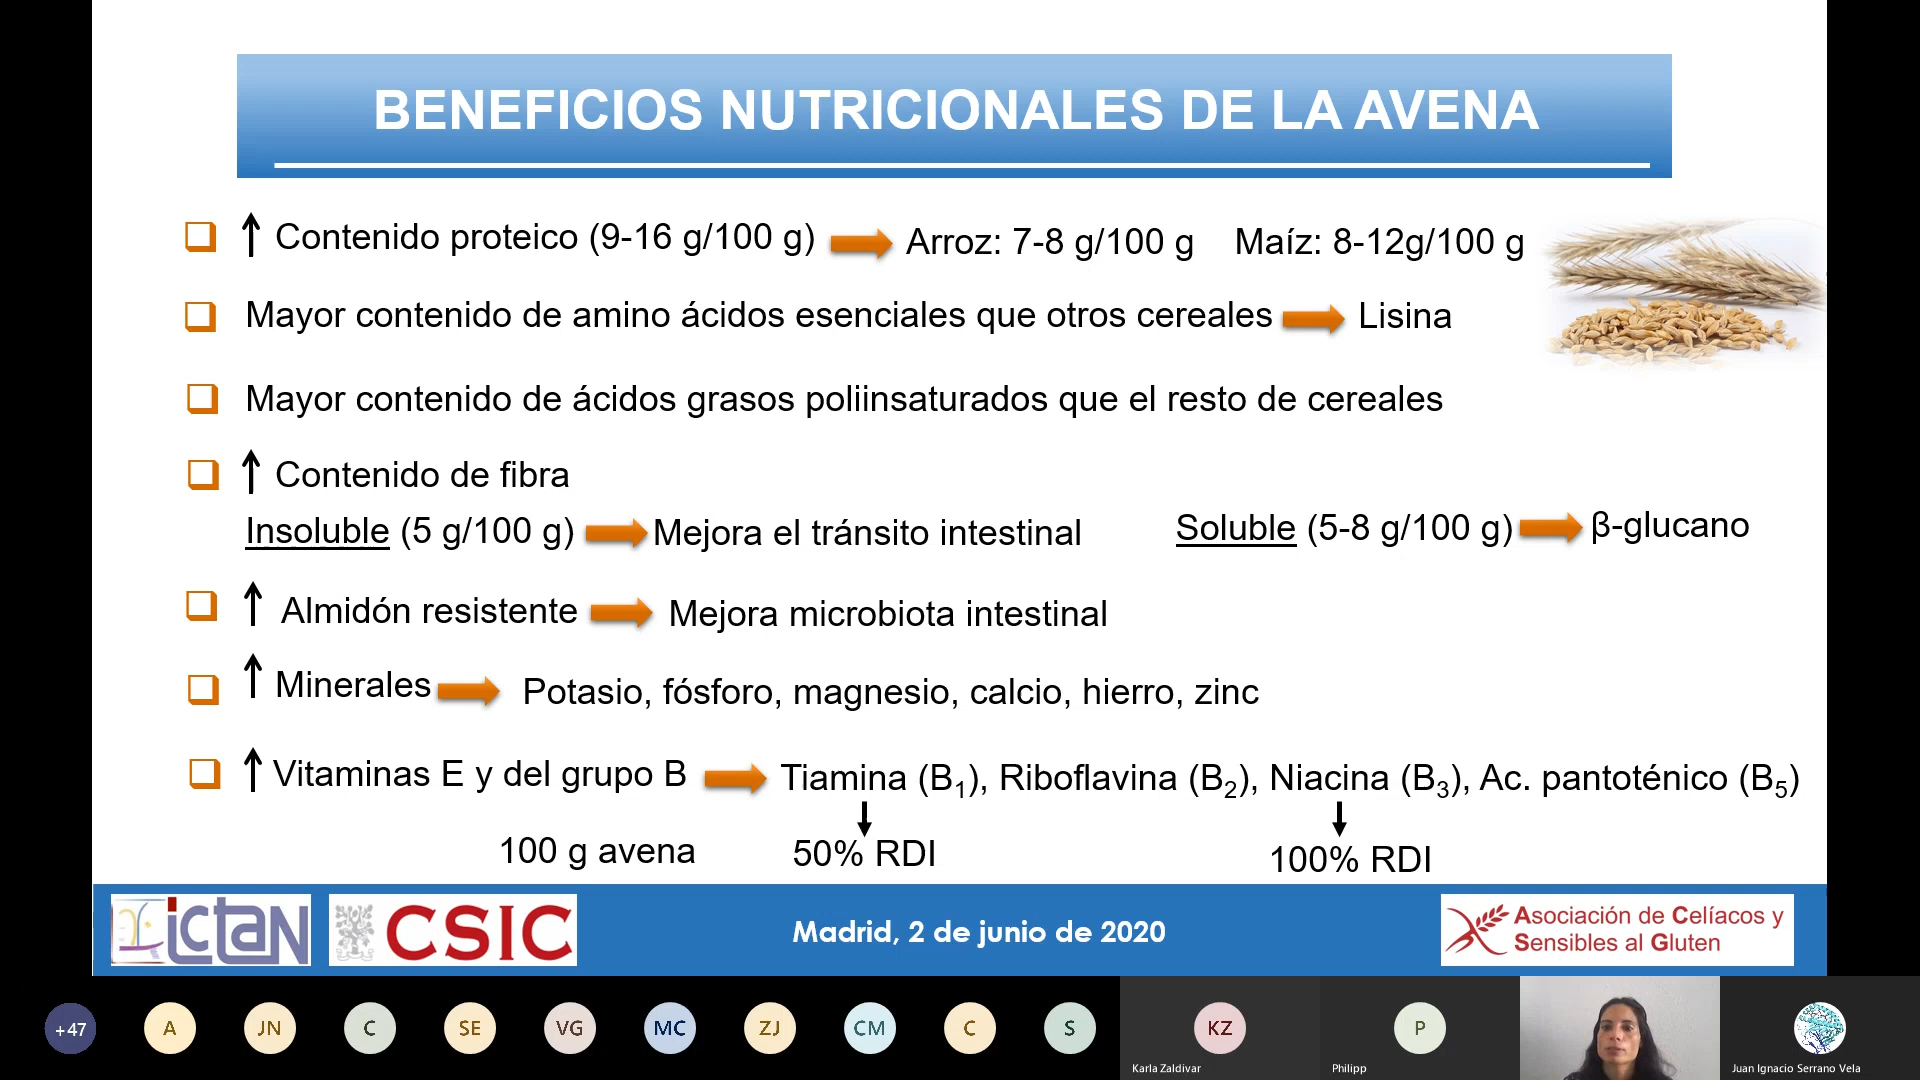 BENEFICIOS NUTRICIONALES DE LA AVENA
↑ Contenido proteico (9-16 g/100 g) Arroz: 7-8 g/100 g Maíz: 8-12g/100 g
Mayor contenido de amino ácidos esenciales que otros cereales Lisina
Mayor contenido de ácidos grasos poliinsaturados que el resto de cereales
↑ Contenido de fibra
Insoluble (5 g/100 g) Mejora el tránsito intestinal Soluble (5-8 g/100 g) β-glucano
↑ Almidón resistente Mejora microbiota intestinal
↑ Minerales Potasio, fósforo, magnesio, calcio, hierro, zinc
↑ Vitaminas E y del grupo B Tiamina (B₁), Riboflavina (B₂), Niacina (B₃), Ac. pantoténico (B₅)
100 g avena 50% RDI 100% RDI
ictan CSIC Madrid, 2 de junio de 2020 Asociación de Celíacos y
Sensibles al Gluten
+47 A JN C SE VG MC ZJ CM C S KZ P
Karla Zaldivar Philipp Juan Ignacio Serrano Vela